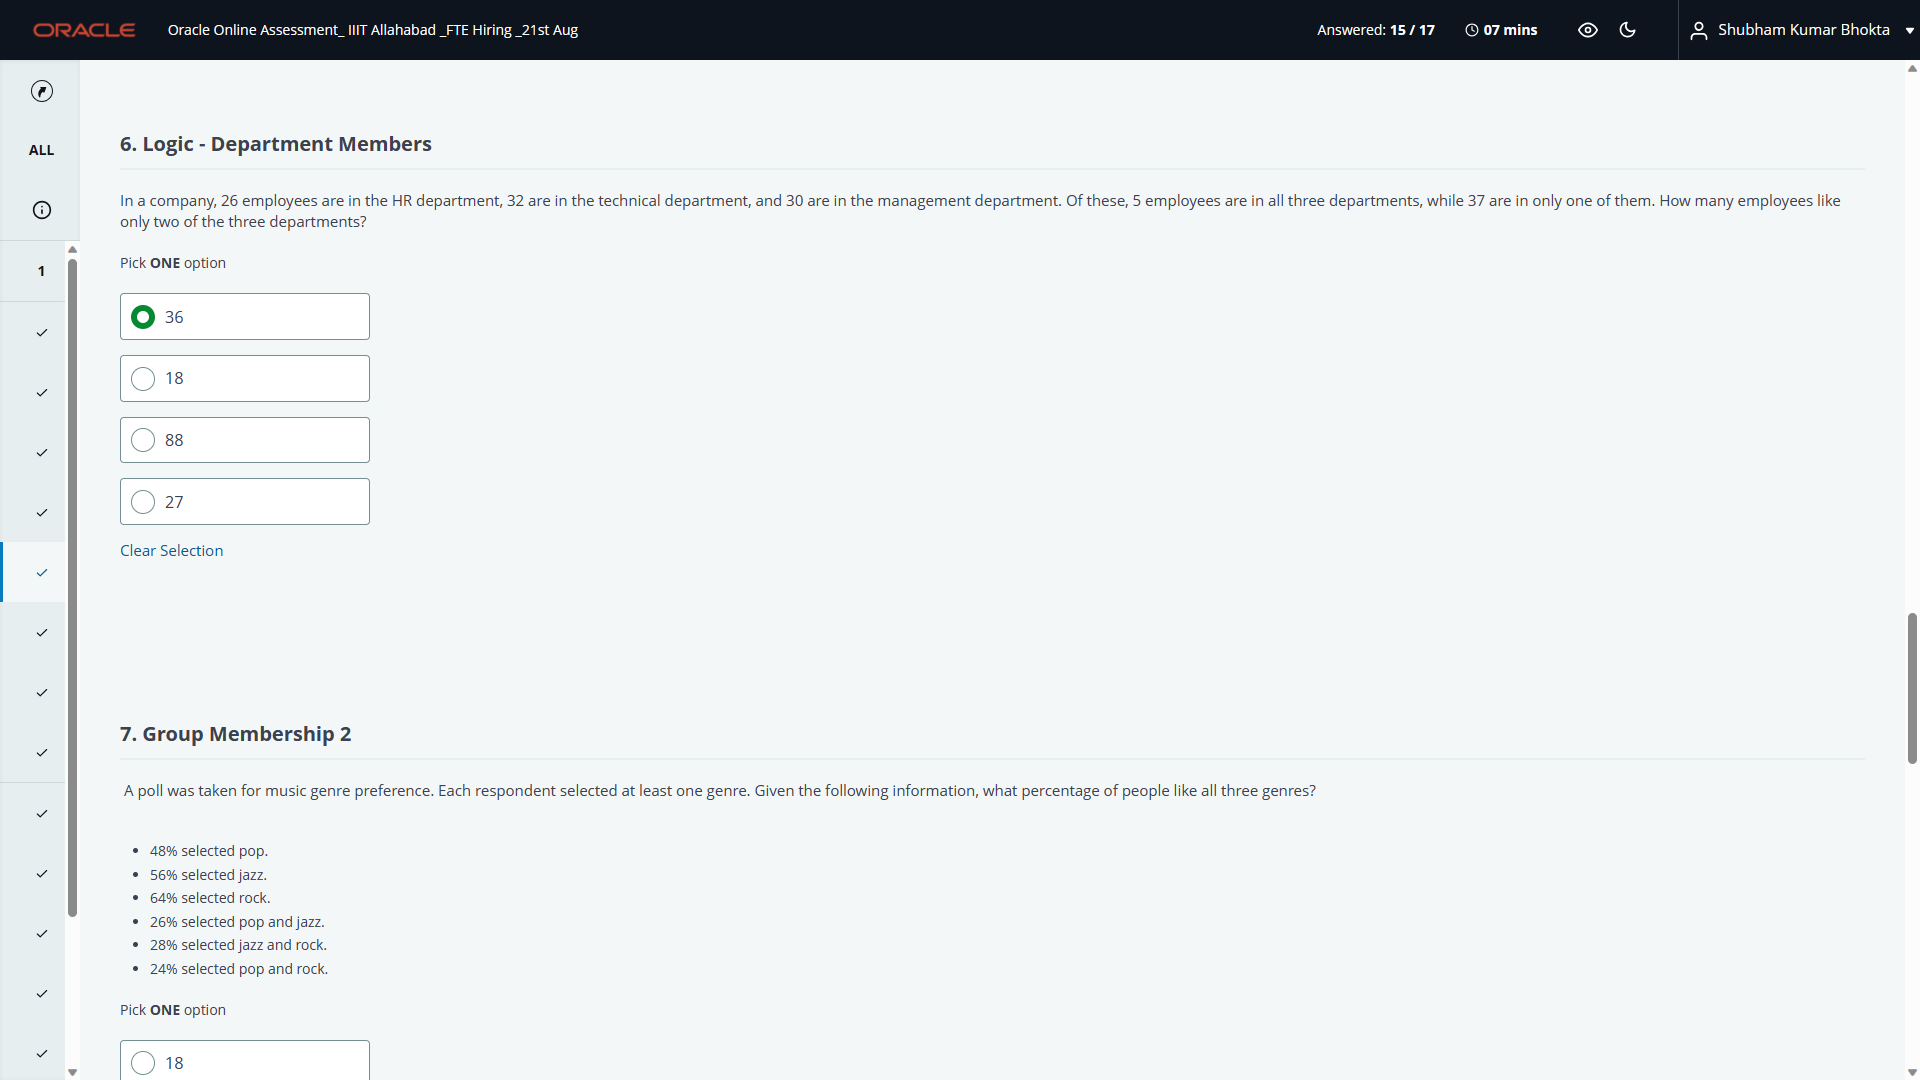 ORACLE
Oracle Online Assessment_ IIIT Allahabad _FTE Hiring _21st Aug
Answered: 15 / 17
07 mins
Shubham Kumar Bhokta
ALL
1
6. Logic - Department Members
In a company, 26 employees are in the HR department, 32 are in the technical department, and 30 are in the management department. Of these, 5 employees are in all three departments, while 37 are in only one of them. How many employees like
only two of the three departments?
Pick ONE option
36
18
88
27
Clear Selection
7. Group Membership 2
A poll was taken for music genre preference. Each respondent selected at least one genre. Given the following information, what percentage of people like all three genres?
• 48% selected pop.
• 56% selected jazz.
• 64% selected rock.
• 26% selected pop and jazz.
• 28% selected jazz and rock.
• 24% selected pop and rock.
Pick ONE option
18